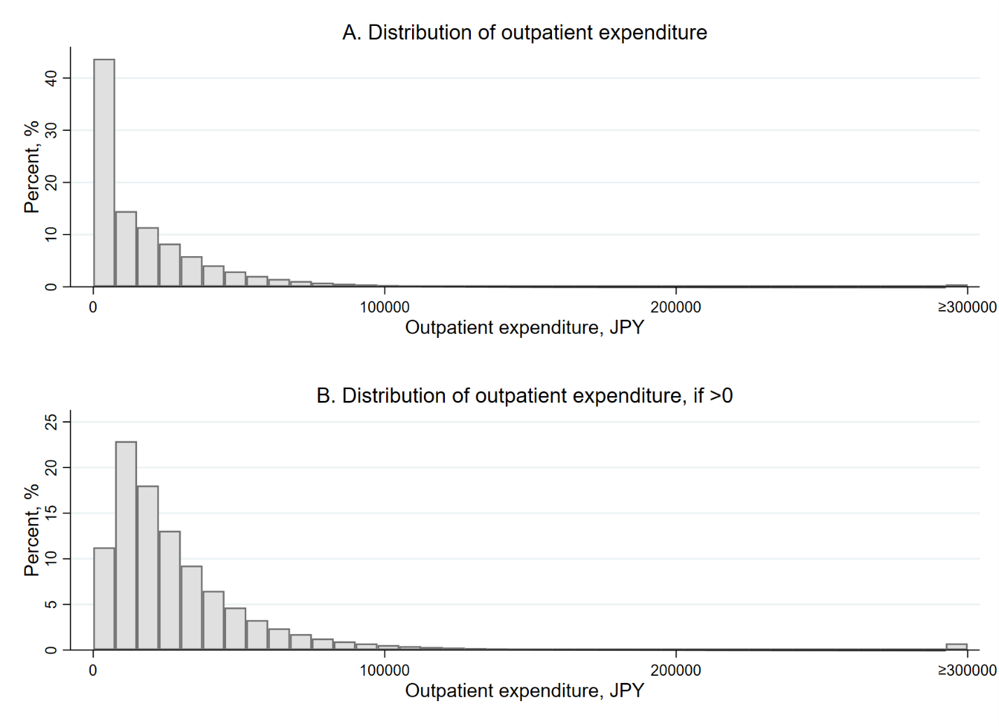 A. Distribution of outpatient expenditure
Percent, %
40
30
20
10
0
0 100000 200000 ≥300000
Outpatient expenditure, JPY
B. Distribution of outpatient expenditure, if >0
Percent, %
25
20
15
10
5
0
0 100000 200000 ≥300000
Outpatient expenditure, JPY